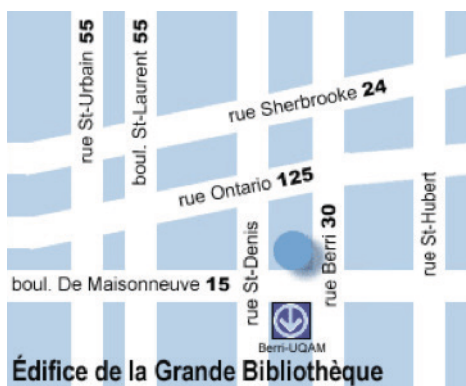 rue St-Urbain 55
boul. St-Laurent 55
rue Sherbrooke 24
rue Ontario 125
rue St-Denis
rue Berri 30
rue St-Hubert
boul. De Maisonneuve 15
Berri-UQAM
Édifice de la Grande Bibliothèque